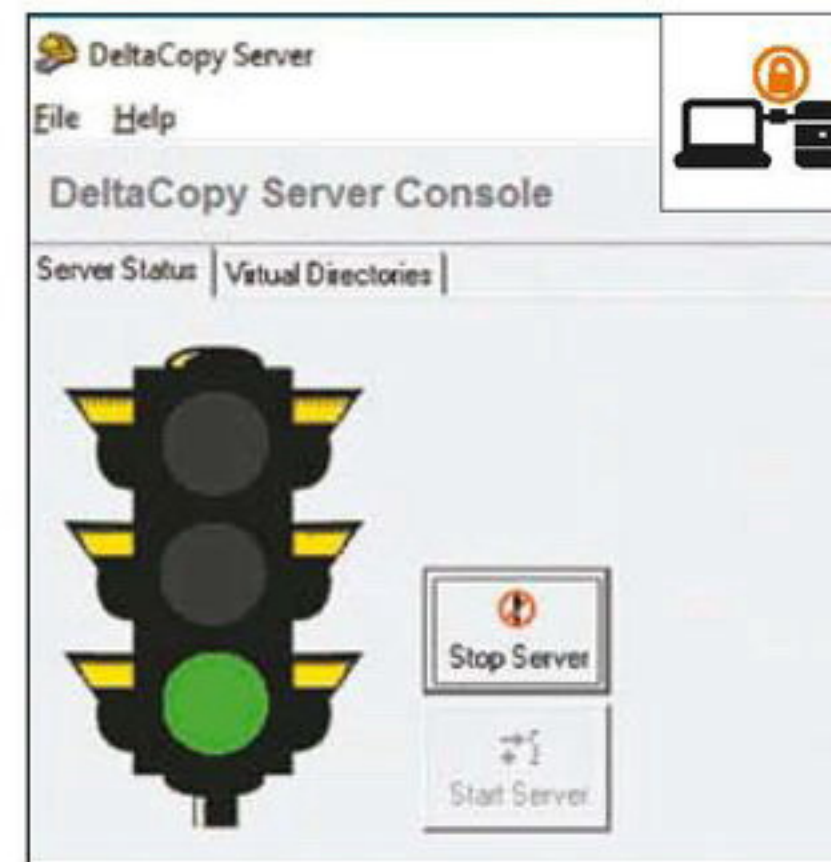 DeltaCopy Server
File Help
DeltaCopy Server Console
Server Status Virtual Directories
Stop Server
Start Server